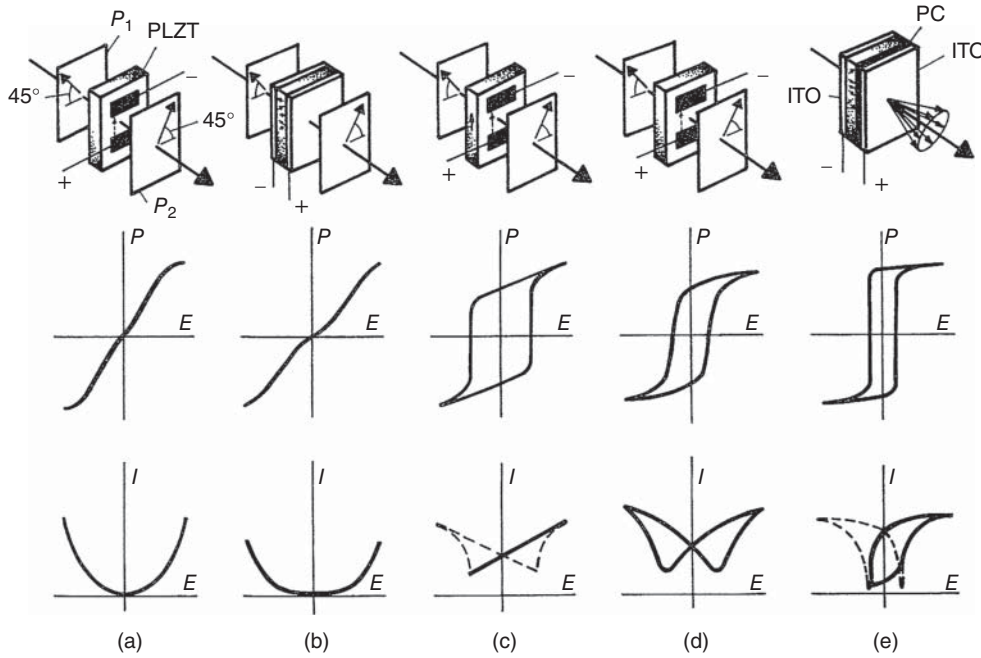 P1 PLZT
45°
45°
−
+
P2
−
+
−
+
−
+
PC
ITO
ITO
−
+
P P P P P
E E E E E
I I I I I
E E E E E
(a) (b) (c) (d) (e)